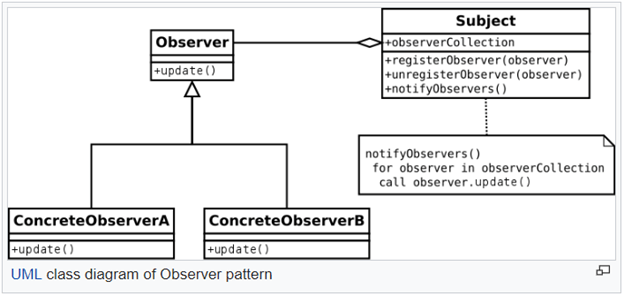 Observer
+update()
Subject
+observerCollection
+registerObserver(observer)
+unregisterObserver(observer)
+notifyObservers()
notifyObservers()
for observer in observerCollection
call observer.update()
ConcreteObserverA
+update()
ConcreteObserverB
+update()
UML class diagram of Observer pattern